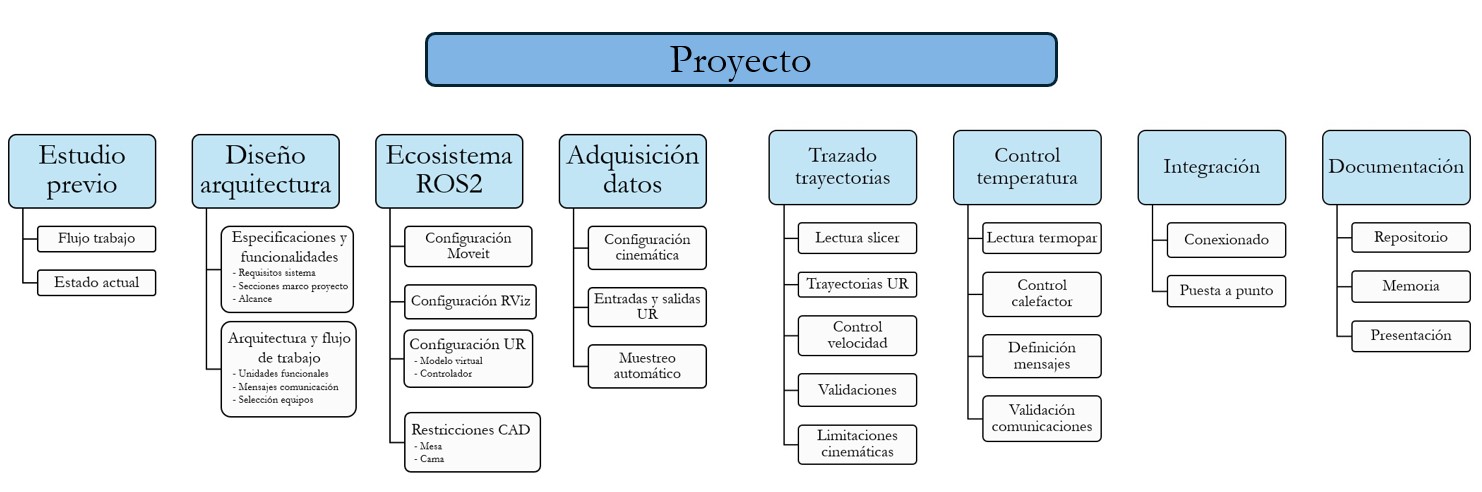 Proyecto
Estudio
previo
Flujo trabajo
Estado actual
Diseño
arquitectura
Especificaciones y
funcionalidades
- Requisitos sistema
- Secciones marco proyecto
- Alcance
Arquitectura y flujo
de trabajo
- Unidades funcionales
- Mensajes comunicación
- Selección equipos
Ecosistema
ROS2
Configuración
Moveit
Configuración RViz
Configuración UR
- Modelo virtual
- Controlador
Restricciones CAD
- Mesa
- Cama
Adquisición
datos
Configuración
cinemática
Entradas y salidas
UR
Muestreo
automático
Trazado
trayectorias
Lectura slicer
Trayectorias UR
Control
velocidad
Validaciones
Limitaciones
cinemáticas
Control
temperatura
Lectura termopar
Control
calefactor
Definición
mensajes
Validación
comunicaciones
Integración
Conexionado
Puesta a punto
Documentación
Repositorio
Memoria
Presentación